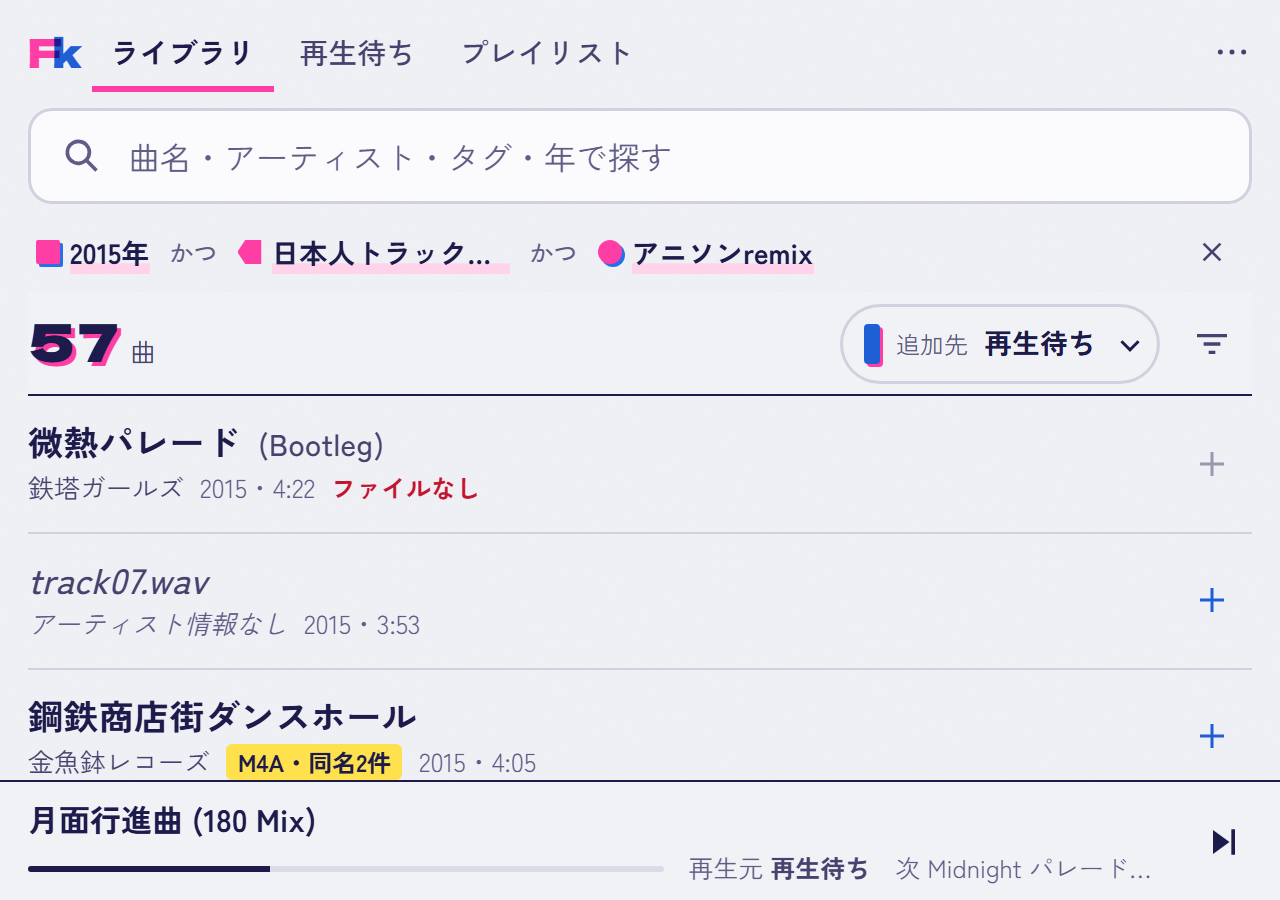 Fk ライブラリ 再生待ち プレイリスト
曲名・アーティスト・タグ・年で探す
2015年 かつ 日本人トラック… かつ アニソンremix
57 曲 追加先 再生待ち
微熱パレード (Bootleg)
鉄塔ガールズ 2015・4:22 ファイルなし
track07.wav
アーティスト情報なし 2015・3:53
鋼鉄商店街ダンスホール
金魚鉢レコーズ M4A・同名2件 2015・4:05
月面行進曲 (180 Mix)
再生元 再生待ち 次 Midnight パレード…